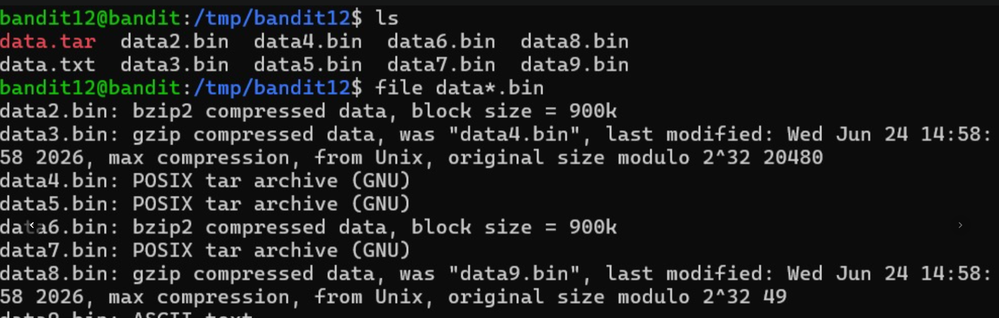 bandit12@bandit:/tmp/bandit12$ ls
data.tar  data2.bin  data4.bin  data6.bin  data8.bin
data.txt  data3.bin  data5.bin  data7.bin  data9.bin
bandit12@bandit:/tmp/bandit12$ file data*.bin
data2.bin: bzip2 compressed data, block size = 900k
data3.bin: gzip compressed data, was "data4.bin", last modified: Wed Jun 24 14:58:
58 2026, max compression, from Unix, original size modulo 2^32 20480
data4.bin: POSIX tar archive (GNU)
data5.bin: POSIX tar archive (GNU)
data6.bin: bzip2 compressed data, block size = 900k
data7.bin: POSIX tar archive (GNU)
data8.bin: gzip compressed data, was "data9.bin", last modified: Wed Jun 24 14:58:
58 2026, max compression, from Unix, original size modulo 2^32 49
data9.bin: ASCII text